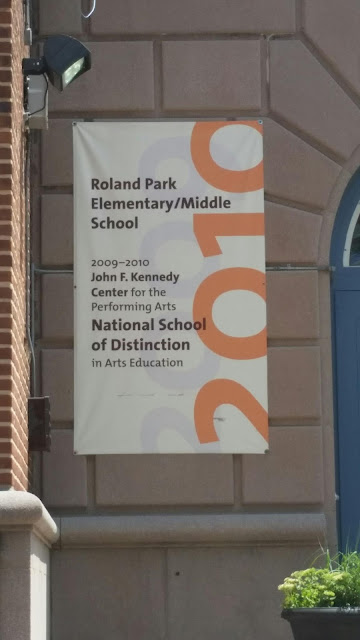 Roland Park
Elementary/Middle
School
2009–2010
John F. Kennedy
Center for the
Performing Arts
National School
of Distinction
in Arts Education
2010
2009